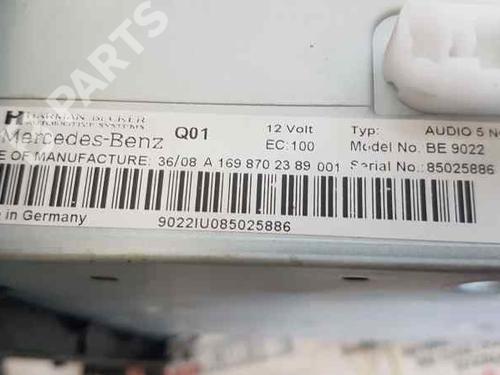 B PARTS
HARMAN BECKER
AUTOMOTIVE SYSTEMS
Mercedes-Benz Q01 12 Volt Typ: AUDIO 5 N
EC:100 Model No. BE 9022
E OF MANUFACTURE: 36/08 A 169 870 23 89 001 Serial No.:85025886
e in Germany
9022IU085025886